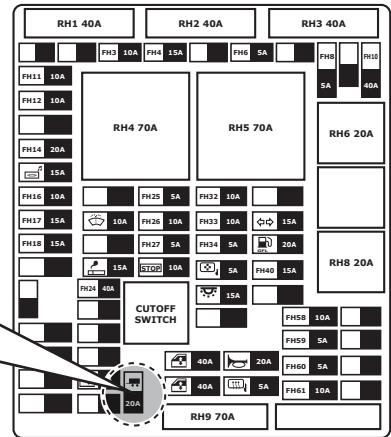 RH1 40A RH2 40A RH3 40A
FH3 10A FH4 15A FH6 5A FH8 5A FH10 40A
FH11 10A
FH12 10A
RH4 70A RH5 70A RH6 20A
FH14 20A
15A
FH16 10A FH25 5A FH32 10A
FH17 15A 10A FH26 10A FH33 10A 15A
FH18 15A FH27 5A FH34 5A DFL 20A
15A STOP 10A 5A FH40 15A RH8 20A
FH24 40A 15A
CUTOFF
SWITCH
FH58 10A
FH59 5A
40A 20A FH60 5A
40A 5A FH61 10A
20A RH9 70A